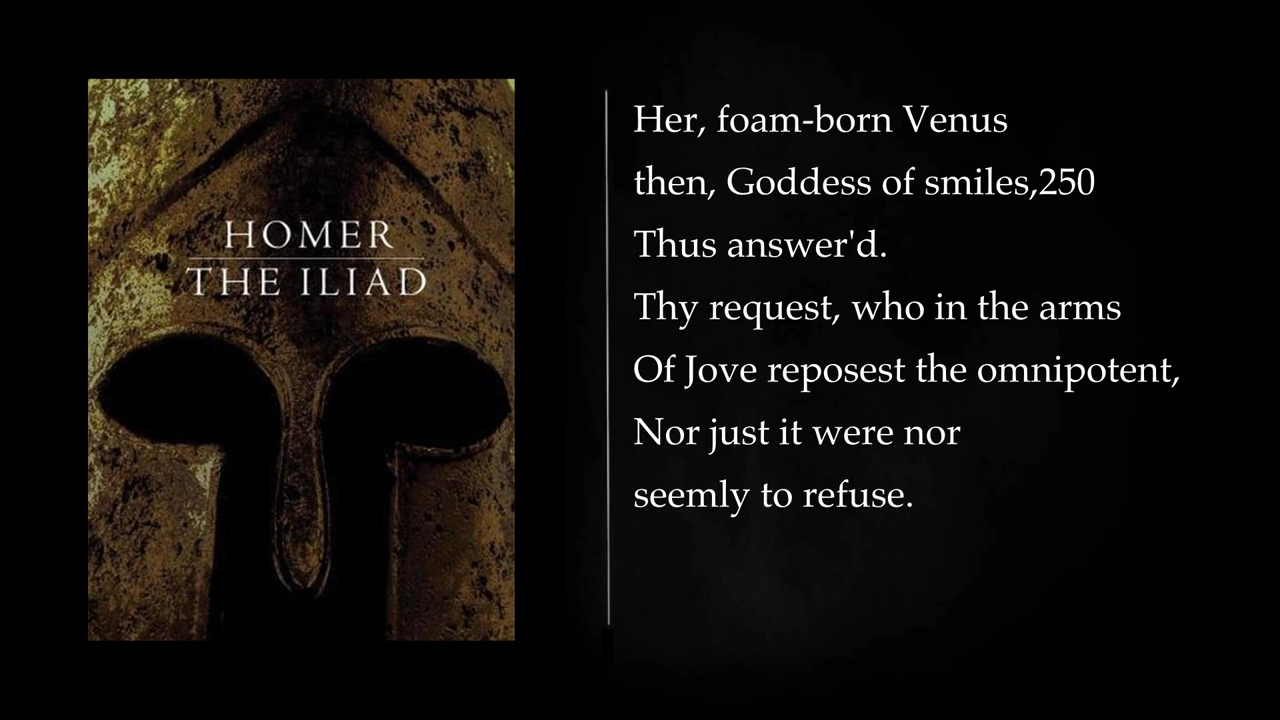 HOMER
THE ILIAD
Her, foam-born Venus
then, Goddess of smiles,250
Thus answer'd.
Thy request, who in the arms
Of Jove reposest the omnipotent,
Nor just it were nor
seemly to refuse.